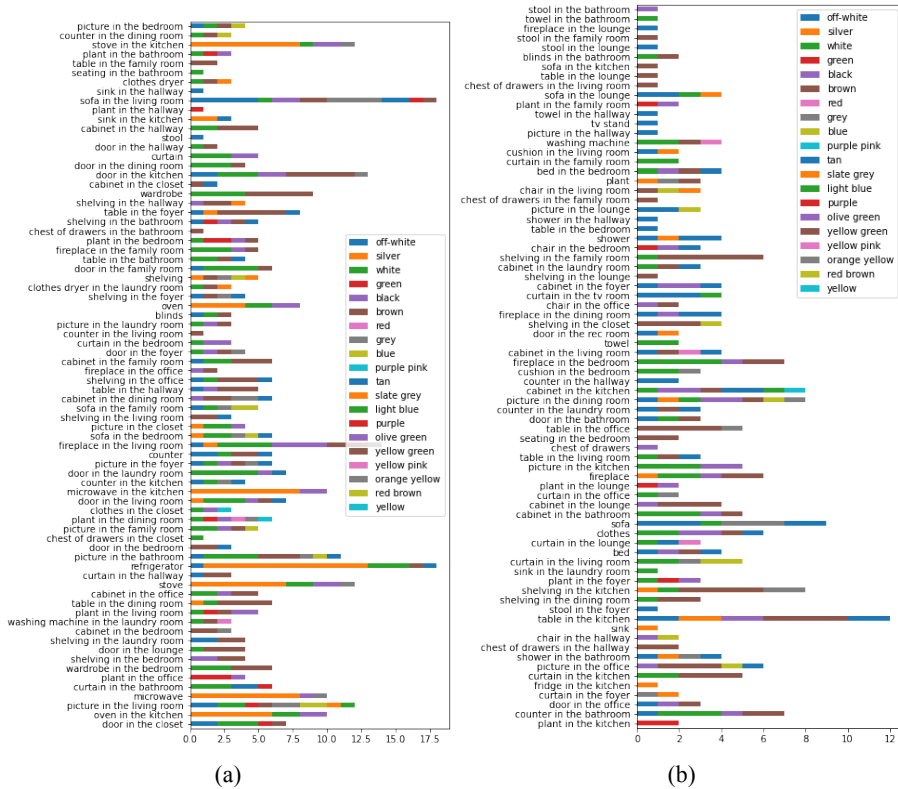 picture in the bedroom
counter in the dining room
stove in the kitchen
plant in the bathroom
table in the family room
seating in the bathroom
clothes dryer
sink in the hallway
sofa in the living room
plant in the hallway
sink in the kitchen
cabinet in the hallway
stool
door in the hallway
curtain
door in the dining room
door in the kitchen
cabinet in the closet
wardrobe
shelving in the hallway
table in the foyer
shelving in the bathroom
chest of drawers in the bathroom
plant in the bedroom
fireplace in the family room
table in the bathroom
door in the family room
shelving
clothes dryer in the laundry room
shelving in the foyer
oven
blinds
picture in the laundry room
counter in the living room
curtain in the bedroom
door in the foyer
cabinet in the family room
fireplace in the office
shelving in the office
table in the hallway
cabinet in the dining room
sofa in the family room
shelving in the living room
picture in the closet
sofa in the bedroom
fireplace in the living room
counter
picture in the foyer
door in the laundry room
counter in the kitchen
microwave in the kitchen
door in the living room
clothes in the closet
plant in the dining room
picture in the family room
chest of drawers in the closet
door in the bedroom
picture in the bathroom
refrigerator
curtain in the hallway
stove
cabinet in the office
table in the dining room
plant in the living room
washing machine in the laundry room
cabinet in the bedroom
shelving in the laundry room
door in the lounge
shelving in the bedroom
wardrobe in the bedroom
plant in the office
curtain in the bathroom
microwave
picture in the living room
oven in the kitchen
door in the closet
0.0 2.5 5.0 7.5 10.0 12.5 15.0 17.5
off-white
silver
white
green
black
brown
red
grey
blue
purple pink
tan
slate grey
light blue
purple
olive green
yellow green
yellow pink
orange yellow
red brown
yellow
(a)
stool in the bathroom
towel in the bathroom
fireplace in the lounge
stool in the family room
stool in the lounge
blinds in the bathroom
sofa in the kitchen
table in the lounge
chest of drawers in the living room
sofa in the lounge
plant in the family room
towel in the hallway
tv stand
picture in the hallway
washing machine
cushion in the living room
curtain in the family room
bed in the bedroom
plant
chair in the living room
chest of drawers in the family room
picture in the lounge
shower in the hallway
table in the bedroom
shower
chair in the bedroom
shelving in the family room
cabinet in the laundry room
shelving in the lounge
cabinet in the foyer
curtain in the tv room
chair in the office
fireplace in the dining room
shelving in the closet
door in the rec room
towel
cabinet in the living room
fireplace in the bedroom
cushion in the bedroom
counter in the hallway
cabinet in the kitchen
picture in the dining room
counter in the laundry room
door in the bathroom
table in the office
seating in the bedroom
chest of drawers
table in the living room
picture in the kitchen
fireplace
plant in the lounge
curtain in the office
cabinet in the lounge
cabinet in the bathroom
sofa
clothes
curtain in the lounge
bed
curtain in the living room
sink in the laundry room
plant in the foyer
shelving in the kitchen
shelving in the dining room
stool in the foyer
table in the kitchen
sink
chair in the hallway
chest of drawers in the hallway
shower in the bathroom
picture in the office
curtain in the kitchen
fridge in the kitchen
curtain in the foyer
door in the office
counter in the bathroom
plant in the kitchen
0 2 4 6 8 10 12
off-white
silver
white
green
black
brown
red
grey
blue
purple pink
tan
slate grey
light blue
purple
olive green
yellow green
yellow pink
orange yellow
red brown
yellow
(b)